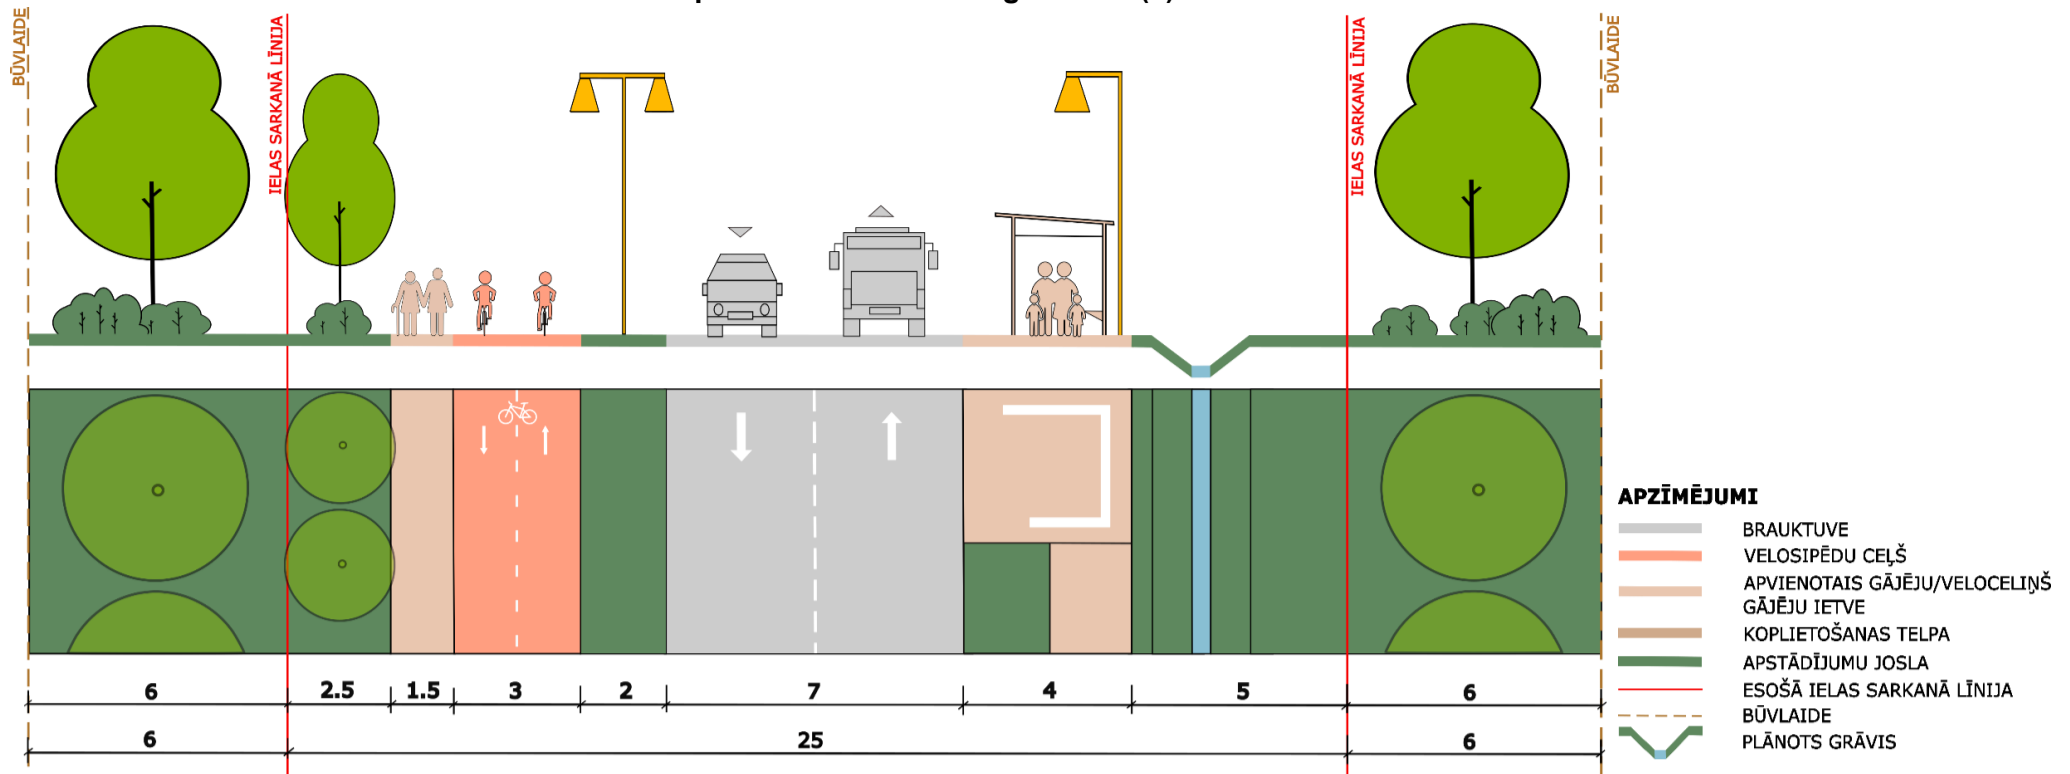 BŪVLAIDE
IELAS SARKANĀ LĪNIJA
IELAS SARKANĀ LĪNIJA
BŪVLAIDE
6 2.5 1.5 3 2 7 4 5 6
6 25 6
APZĪMĒJUMI
BRAUKTUVE
VELOSIPĒDU CEĻŠ
APVIENOTAIS GĀJĒJU/VELOCELIŅŠ
GĀJĒJU IETVE
KOPLIETOŠANAS TELPA
APSTĀDĪJUMU JOSLA
ESOŠĀ IELAS SARKANĀ LĪNIJA
BŪVLAIDE
PLĀNOTS GRĀVIS